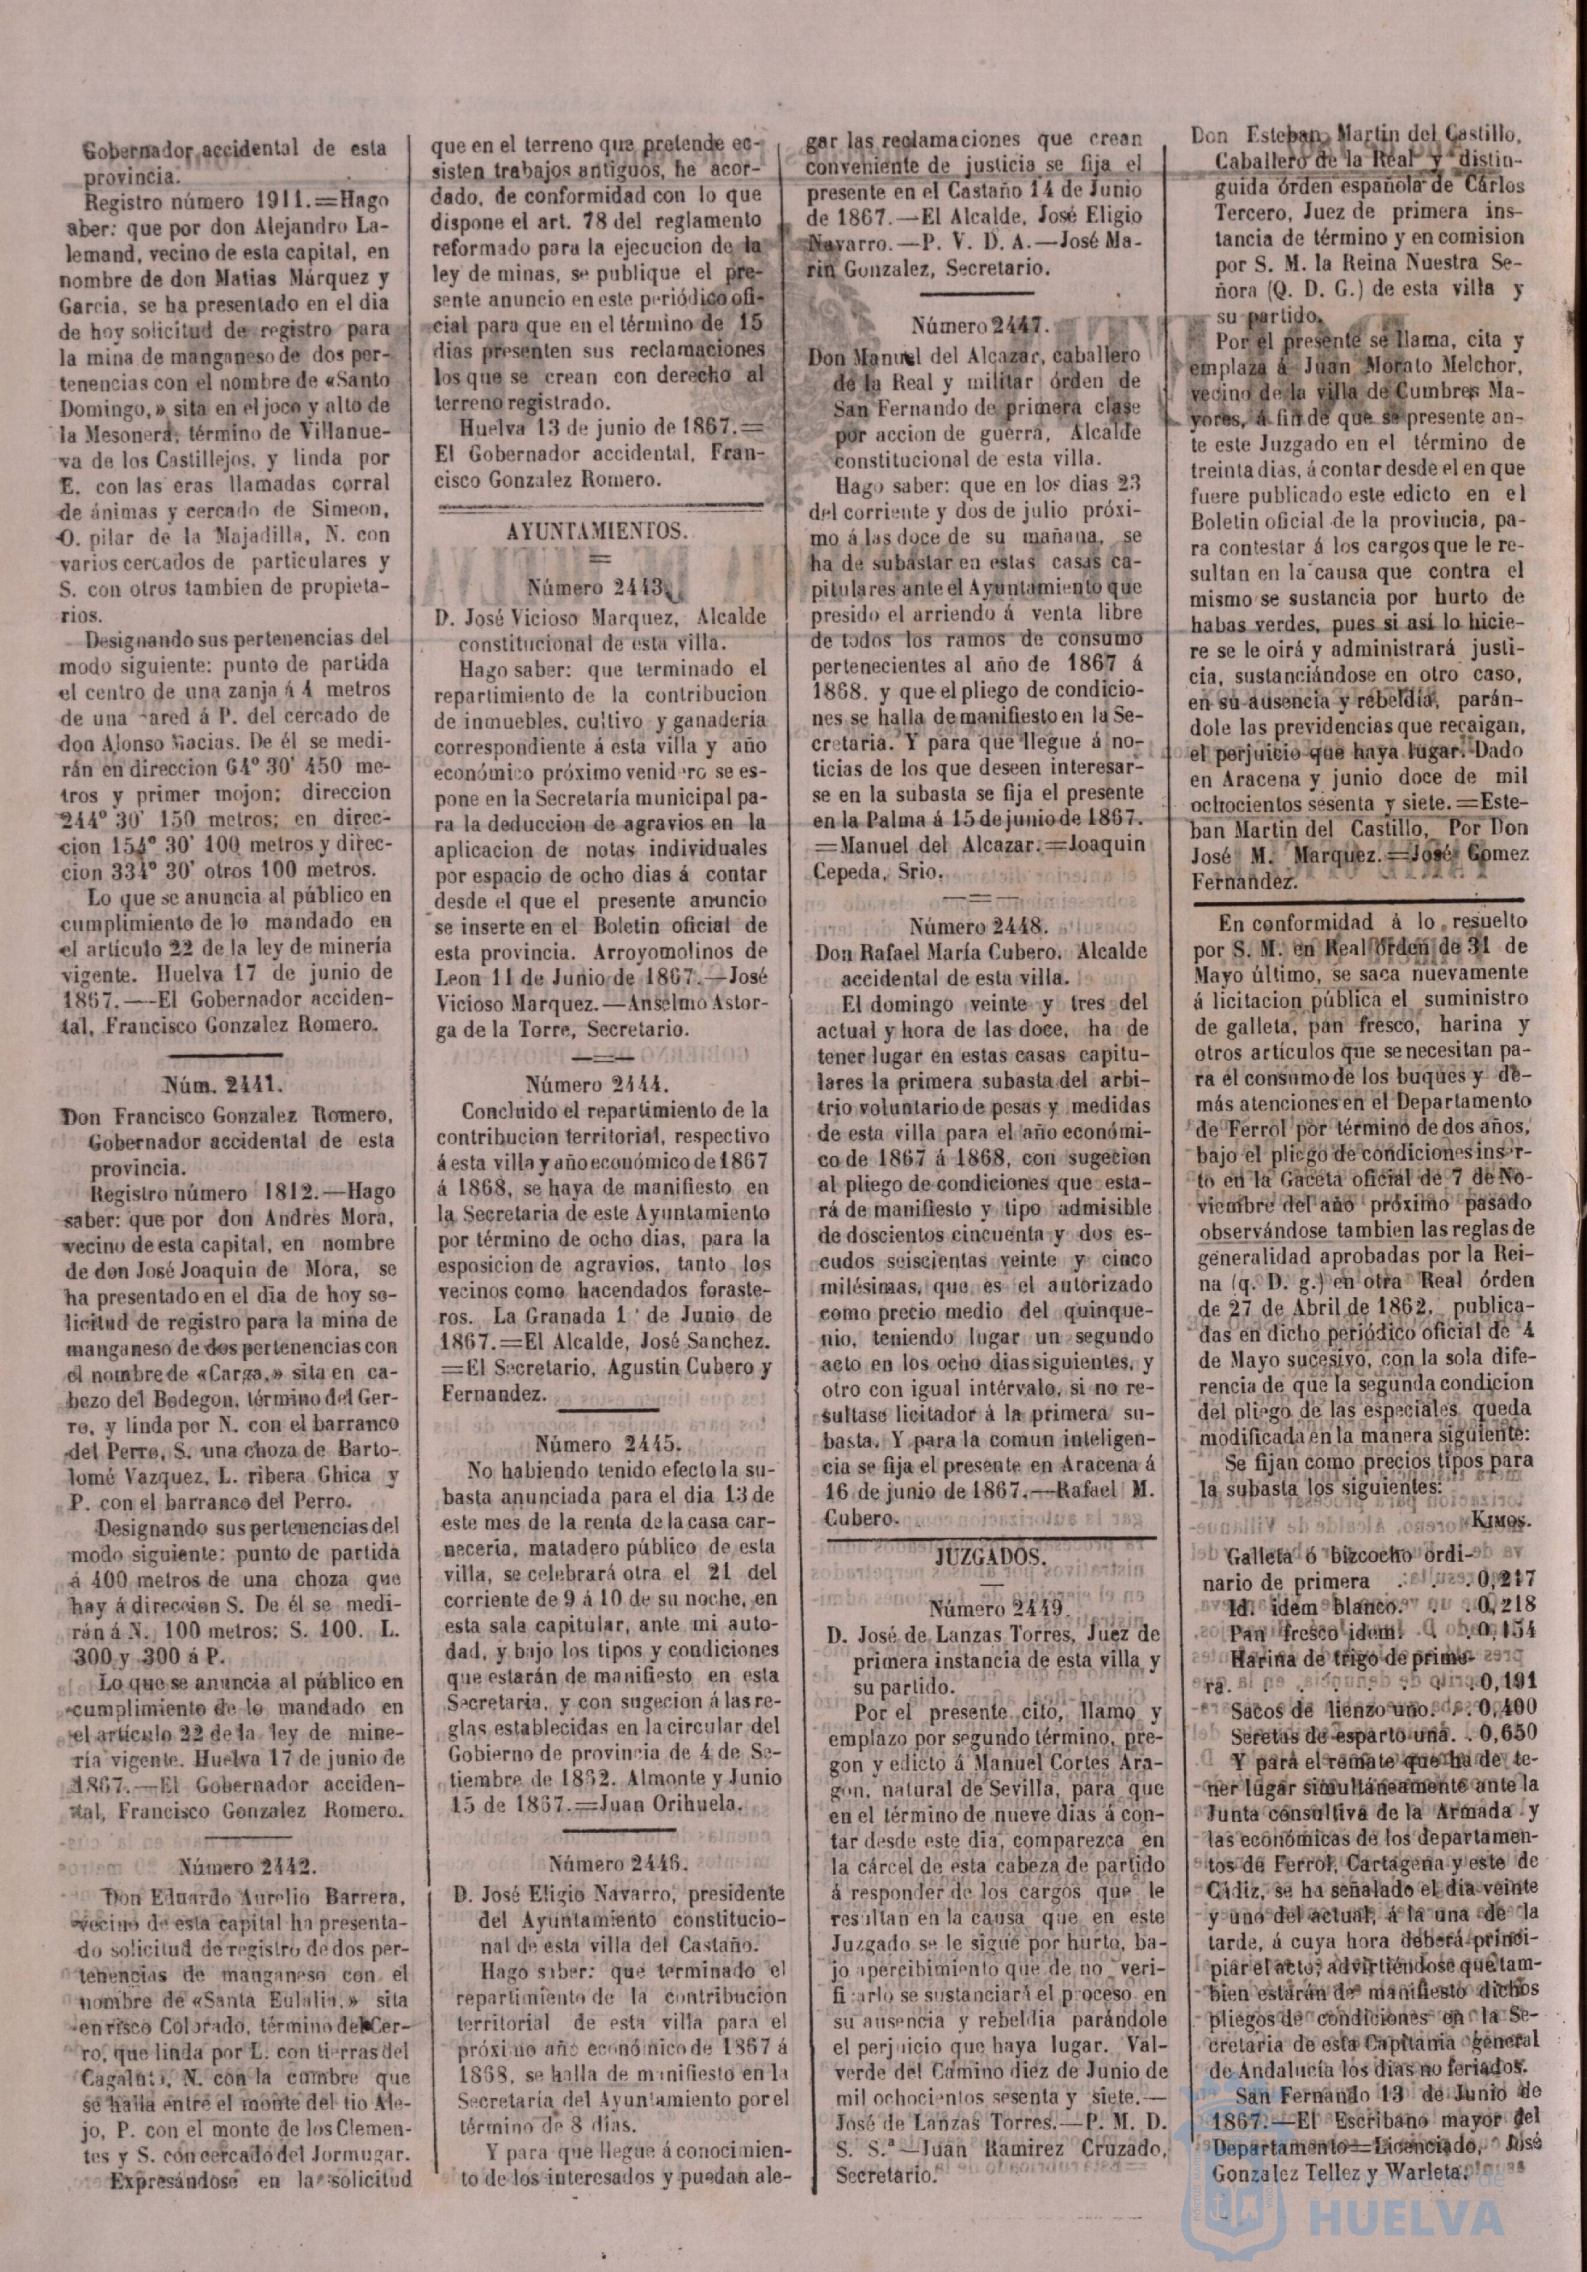 Gobernador accidental de esta
provincia.
Registro número 1911.=Hago
aber: que por don Alejandro La-
lemand, vecino de esta capital, en
nombre de don Matias Márquez y
Garcia, se ha presentado en el dia
de hoy solicitud de registro para
la mina de manganeso de dos per-
tenencias con el nombre de «Santo
Domingo,» sita en el joco y alto de
la Mesonera, término de Villanue-
va de los Castillejos, y linda por
E. con las eras llamadas corral
de ánimas y cercado de Simeon,
O. pilar de la Majadilla, N. con
varios cercados de particulares y
S. con otros tambien de propieta-
rios.
Designando sus pertenencias del
modo siguiente: punto de partida
el centro de una zanja á 4 metros
de una ared á P. del cercado de
don Alonso Macias. De él se medi-
rán en direccion 64° 30' 450 me-
tros y primer mojon; direccion
244° 30' 150 metros; en direc-
cion 154° 30' 100 metros y direc-
cion 334° 30' otros 100 metros.
Lo que se anuncia al público en
cumplimiento de lo mandado en
el artículo 22 de la ley de minería
vigente. Huelva 17 de junio de
1867.—-El Gobernador acciden-
tal, Francisco Gonzalez Romero.
Núm. 2441.
Don Francisco Gonzalez Romero,
Gobernador accidental de esta
provincia.
Registro número 1812.—Hago
saber: que por don Andrés Mora,
vecino de esta capital, en nombre
de don José Joaquin de Mora, se
ha presentado en el dia de hoy so-
licitud de registro para la mina de
manganeso de dos pertenencias con
el nombre de «Carga,» sita en ca-
bezo del Bodegon, término del Cer-
ro, y linda por N. con el barranco
del Perro, S. una choza de Barto-
lomé Vazquez, L. ribera Chica y
P. con el barranco del Perro.
Designando sus pertenencias del
modo siguiente: punto de partida
á 400 metros de una choza que
hay á direccion S. De él se medi-
rán á N. 100 metros; S. 100. L.
300 y 300 á P.
Lo que se anuncia al público en
cumplimiento de lo mandado en
el artículo 22 de la ley de mine-
ría vigente. Huelva 17 de junio de
1867.—El Gobernador acciden-
tal, Francisco Gonzalez Romero.
Número 2442.
Don Eduardo Aurelio Barrera,
vecino de esta capital ha presenta-
do solicitud de registro de dos per-
tenencias de manganeso con el
nombre de «Santa Eulalia,» sita
en risco Colorado, término del Cer-
ro, que linda por L. con tierras del
Cagalato, N. con la cumbre que
se halla entre el monte del tio Ale-
jo, P. con el monte de los Clemen-
tes y S. con cercado del Jormugar.
Expresándose en la solicitud
que en el terreno que pretende ec-
sisten trabajos antiguos, he acor-
dado, de conformidad con lo que
dispone el art. 78 del reglamento
reformado para la ejecucion de la
ley de minas, se publique el pre-
sente anuncio en este periódico ofi-
cial para que en el término de 15
dias presenten sus reclamaciones
los que se crean con derecho al
terreno registrado.
Huelva 13 de junio de 1867.=
El Gobernador accidental, Fran-
cisco Gonzalez Romero.
AYUNTAMIENTOS.
Número 2443.
D. José Vicioso Marquez, Alcalde
constitucional de esta villa.
Hago saber: que terminado el
repartimiento de la contribucion
de inmuebles, cultivo y ganadería
correspondiente á esta villa y año
económico próximo venidero se es-
pone en la Secretaría municipal pa-
ra la deduccion de agravios en la
aplicacion de notas individuales
por espacio de ocho dias á contar
desde el que el presente anuncio
se inserte en el Boletin oficial de
esta provincia. Arroyomolinos de
Leon 11 de Junio de 1867.—José
Vicioso Marquez.—Anselmo Astor-
ga de la Torre, Secretario.
Número 2444.
Concluido el repartimiento de la
contribucion territorial, respectivo
á esta villa y año económico de 1867
á 1868, se haya de manifiesto en
la Secretaria de este Ayuntamiento
por término de ocho dias, para la
esposicion de agravios, tanto los
vecinos como hacendados foraste-
ros. La Granada 1 de Junio de
1867.=El Alcalde, José Sanchez.
=El Secretario, Agustin Cubero y
Fernandez.
Número 2445.
No habiendo tenido efecto la su-
basta anunciada para el dia 13 de
este mes de la renta de la casa car-
neceria, matadero público de esta
villa, se celebrará otra el 21 del
corriente de 9 á 10 de su noche, en
esta sala capitular, ante mi auto-
dad, y bajo los tipos y condiciones
que estarán de manifiesto en esta
Secretaria, y con sugecion á las re-
glas establecidas en la circular del
Gobierno de provincia de 4 de Se-
tiembre de 1862. Almonte y Junio
15 de 1867.=Juan Orihuela.
Número 2446.
D. José Eligio Navarro, presidente
del Ayuntamiento constitucio-
nal de esta villa del Castaño.
Hago saber: que terminado el
repartimiento de la contribucion
territorial de esta villa para el
próximo año económico de 1867 á
1868, se halla de manifiesto en la
Secretaría del Ayuntamiento por el
término de 8 dias.
Y para que llegue á conocimien-
to de los interesados y puedan ale-
gar las reclamaciones que crean
conveniente de justicia se fija el
presente en el Castaño 14 de Junio
de 1867.—El Alcalde, José Eligio
Navarro.—P. V. D. A.—José Ma-
rin Gonzalez, Secretario.
Número 2447.
Don Manuel del Alcazar, caballero
de la Real y militar órden de
San Fernando de primera clase
por accion de guerra, Alcalde
constitucional de esta villa.
Hago saber: que en los dias 23
del corriente y dos de julio próxi-
mo á las doce de su mañana, se
ha de subastar en estas casas ca-
pitulares ante el Ayuntamiento que
presido el arriendo á venta libre
de todos los ramos de consumo
pertenecientes al año de 1867 á
1868, y que el pliego de condicio-
nes se halla de manifiesto en la Se-
cretaria. Y para que llegue á no-
ticias de los que deseen interesar-
se en la subasta se fija el presente
en la Palma á 15 de junio de 1867.
=Manuel del Alcazar.=Joaquin
Cepeda, Srio.
Número 2448.
Don Rafael María Cubero, Alcalde
accidental de esta villa.
El domingo veinte y tres del
actual y hora de las doce, ha de
tener lugar en estas casas capitu-
lares la primera subasta del arbi-
trio voluntario de pesas y medidas
de esta villa para el año económi-
co de 1867 á 1868, con sugecion
al pliego de condiciones que esta-
rá de manifiesto y tipo admisible
de doscientos cincuenta y dos es-
cudos seiscientas veinte y cinco
milésimas, que es el autorizado
como precio medio del quinque-
nio, teniendo lugar un segundo
acto en los ocho dias siguientes, y
otro con igual intérvalo, si no re-
sultase licitador á la primera su-
basta. Y para la comun inteligen-
cia se fija el presente en Aracena á
16 de junio de 1867.—Rafael M.
Cubero.
JUZGADOS.
Número 2449.
D. José de Lanzas Torres, Juez de
primera instancia de esta villa y
su partido.
Por el presente cito, llamo y
emplazo por segundo término, pre-
gon y edicto á Manuel Cortes Ara-
gon, natural de Sevilla, para que
en el término de nueve dias á con-
tar desde este dia, comparezca en
la cárcel de esta cabeza de partido
á responder de los cargos que le
resultan en la causa que en este
Juzgado se le sigue por hurto, ba-
jo apercibimiento que de no veri-
ficarlo se sustanciará el proceso en
su ausencia y rebeldia parándole
el perjuicio que haya lugar. Val-
verde del Camino diez de Junio de
mil ochocientos sesenta y siete.—
José de Lanzas Torres.—P. M. D.
S. S.ª—Juan Ramirez Cruzado,
Secretario.
Don Esteban Martin del Castillo,
Caballero de la Real y distin-
guida órden española de Cárlos
Tercero, Juez de primera ins-
tancia de término y en comision
por S. M. la Reina Nuestra Se-
ñora (Q. D. G.) de esta villa y
su partido.
Por el presente se llama, cita y
emplaza á Juan Morato Melchor,
vecino de la villa de Cumbres Ma-
yores, á fin de que se presente an-
te este Juzgado en el término de
treinta dias, á contar desde el en que
fuere publicado este edicto en el
Boletin oficial de la provincia, pa-
ra contestar á los cargos que le re-
sultan en la causa que contra el
mismo se sustancia por hurto de
habas verdes, pues si así lo hicie-
re se le oirá y administrará justi-
cia, sustanciándose en otro caso,
en su ausencia y rebeldía, parán-
dole las previdencias que recaigan,
el perjuicio que haya lugar. Dado
en Aracena y junio doce de mil
ochocientos sesenta y siete.=Este-
ban Martin del Castillo, Por Don
José M. Marquez.=José Gomez
Fernandez.
En conformidad á lo resuelto
por S. M. en Real órden de 31 de
Mayo último, se saca nuevamente
á licitacion pública el suministro
de galleta, pan fresco, harina y
otros artículos que se necesitan pa-
ra el consumo de los buques y de-
más atenciones en el Departamento
de Ferrol por término de dos años,
bajo el pliego de condiciones inser-
to en la Gaceta oficial de 7 de No-
viembre del año próximo pasado
observándose tambien las reglas de
generalidad aprobadas por la Rei-
na (q. D. g.) en otra Real órden
de 27 de Abril de 1862, publica-
das en dicho periódico oficial de 4
de Mayo sucesivo, con la sola dife-
rencia de que la segunda condicion
del pliego de las especiales queda
modificada en la manera siguiente:
Se fijan como precios tipos para
la subasta los siguientes:
Kimos.
Galleta ó bizcocho ordi-
nario de primera . . . 0,217
Id. idem blanco. . . 0,218
Pan fresco idem. . . 0,154
Harina de trigo de prime-
ra. . . . . . . 0,191
Sacos de lienzo uno. . . 0,400
Seretas de esparto una. . 0,650
Y para el remate que ha de te-
ner lugar simultáneamente ante la
Junta consultiva de la Armada y
las económicas de los departamen-
tos de Ferrol, Cartagena y este de
Cádiz, se ha señalado el dia veinte
y uno del actual, á la una de la
tarde, á cuya hora deberá princi-
piar el acto; advirtiéndose que tam-
bien estarán de manifiesto dichos
pliegos de condiciones en la Se-
cretaria de esta Capitania general
de Andalucía los dias no feriados.
San Fernando 13 de Junio de
1867.—El Escribano mayor del
Departamento=Licenciado, José
Gonzalez Tellez y Warleta.
Ayuntamiento de
HUELVA